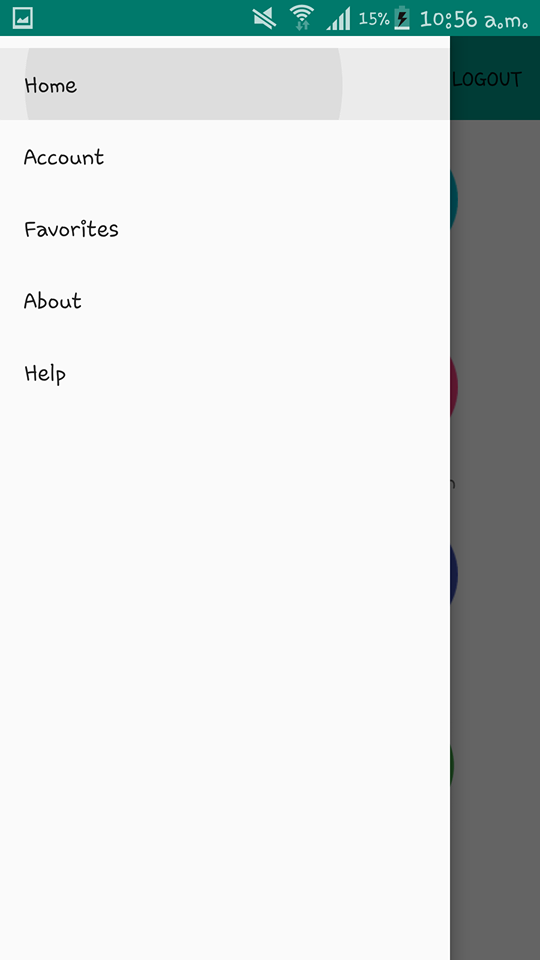 15% 10:56 a.m.
LOGOUT
Home
Account
Favorites
About
Help
n